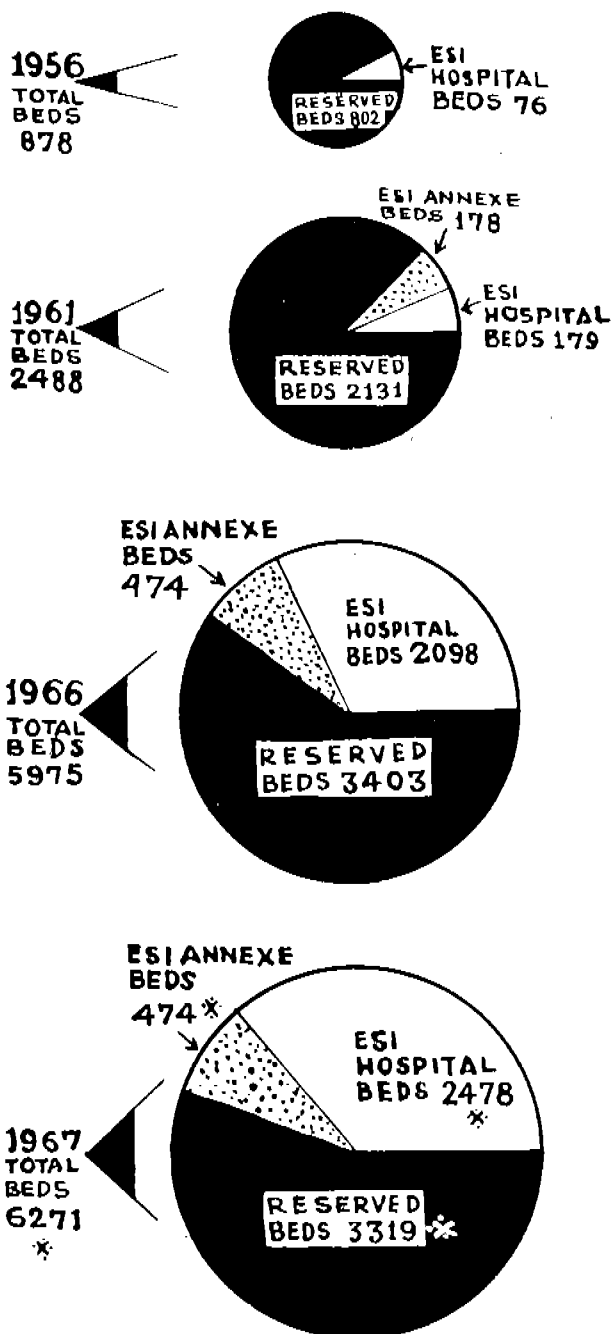 1956
TOTAL
BEDS
878
ESI
HOSPITAL
BEDS 76
RESERVED
BEDS 802
ESI ANNEXE
BEDS 178
1961
TOTAL
BEDS
2488
ESI
HOSPITAL
BEDS 179
RESERVED
BEDS 2131
ESI ANNEXE
BEDS
474
ESI
HOSPITAL
BEDS 2098
1966
TOTAL
BEDS
5975
RESERVED
BEDS 3403
ESI ANNEXE
BEDS
474 ※
ESI
HOSPITAL
BEDS 2478
※
1967
TOTAL
BEDS
6271
※
RESERVED
BEDS 3319 ※